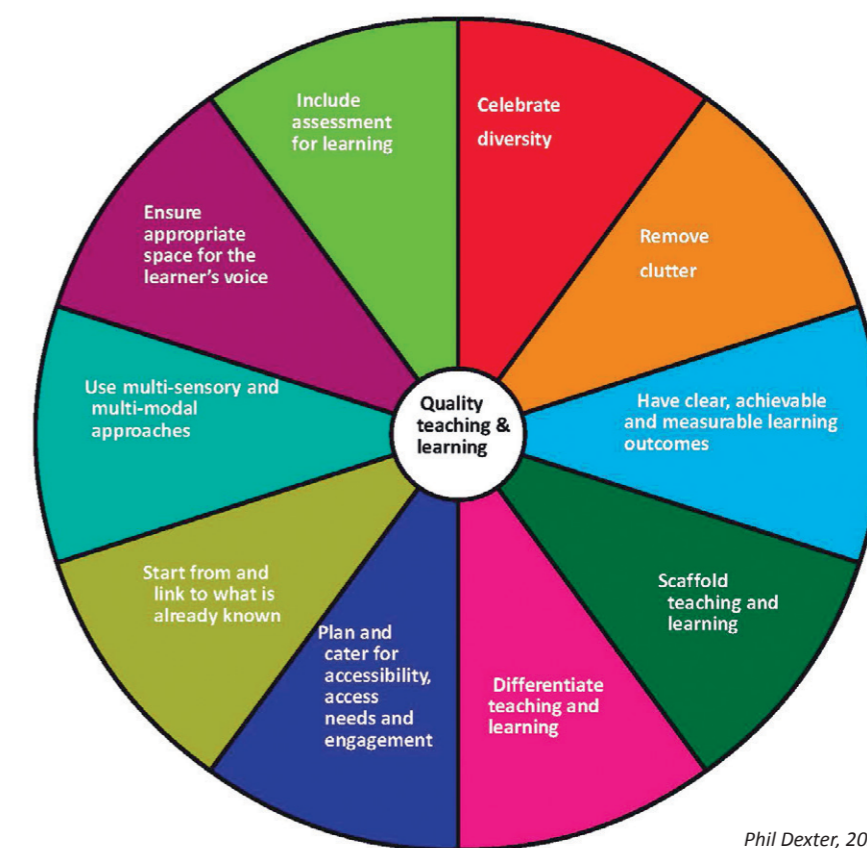 Include
assessment
for learning
Celebrate
diversity
Remove
clutter
Have clear, achievable
and measurable learning
outcomes
Scaffold
teaching and
learning
Differentiate
teaching and
learning
Plan and
cater for
accessibility,
access
needs and
engagement
Start from and
link to what is
already known
Use multi-sensory and
multi-modal
approaches
Ensure
appropriate
space for the
learner’s voice
Quality
teaching &
learning
Phil Dexter, 20